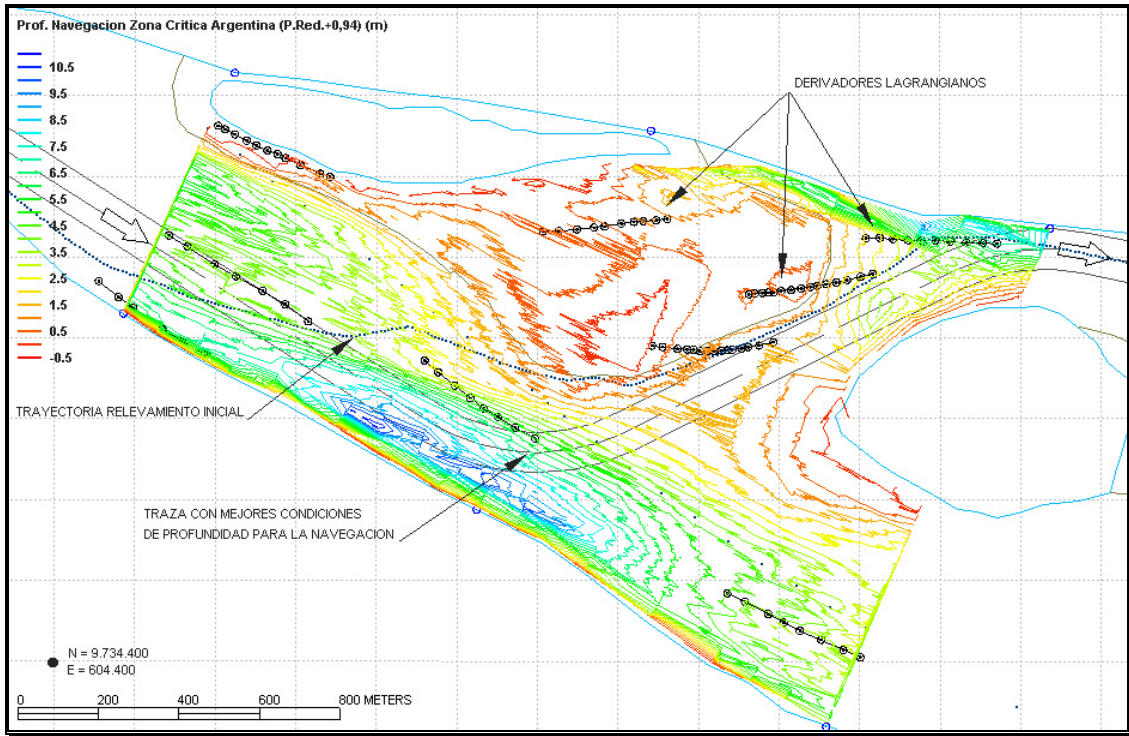 Prof. Navegacion Zona Critica Argentina (P.Red.+0,94) (m)
10.5
9.5
8.5
7.5
6.5
5.5
4.5
3.5
2.5
1.5
0.5
-0.5
DERIVADORES LAGRANGIANOS
TRAYECTORIA RELEVAMIENTO INICIAL
TRAZA CON MEJORES CONDICIONES
DE PROFUNDIDAD PARA LA NAVEGACION
N = 9.734.400
E = 604.400
0 200 400 600 800 METERS